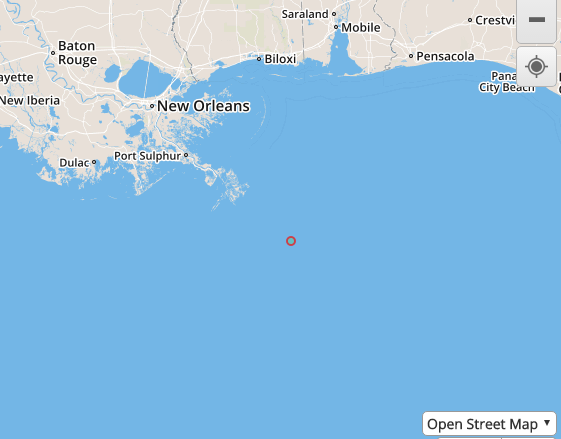 Saraland
Mobile
Crestvi
Baton
Rouge
Biloxi
Pensacola
ayette
Pana
City Beach
New Iberia
New Orleans
Dulac
Port Sulphur
Open Street Map